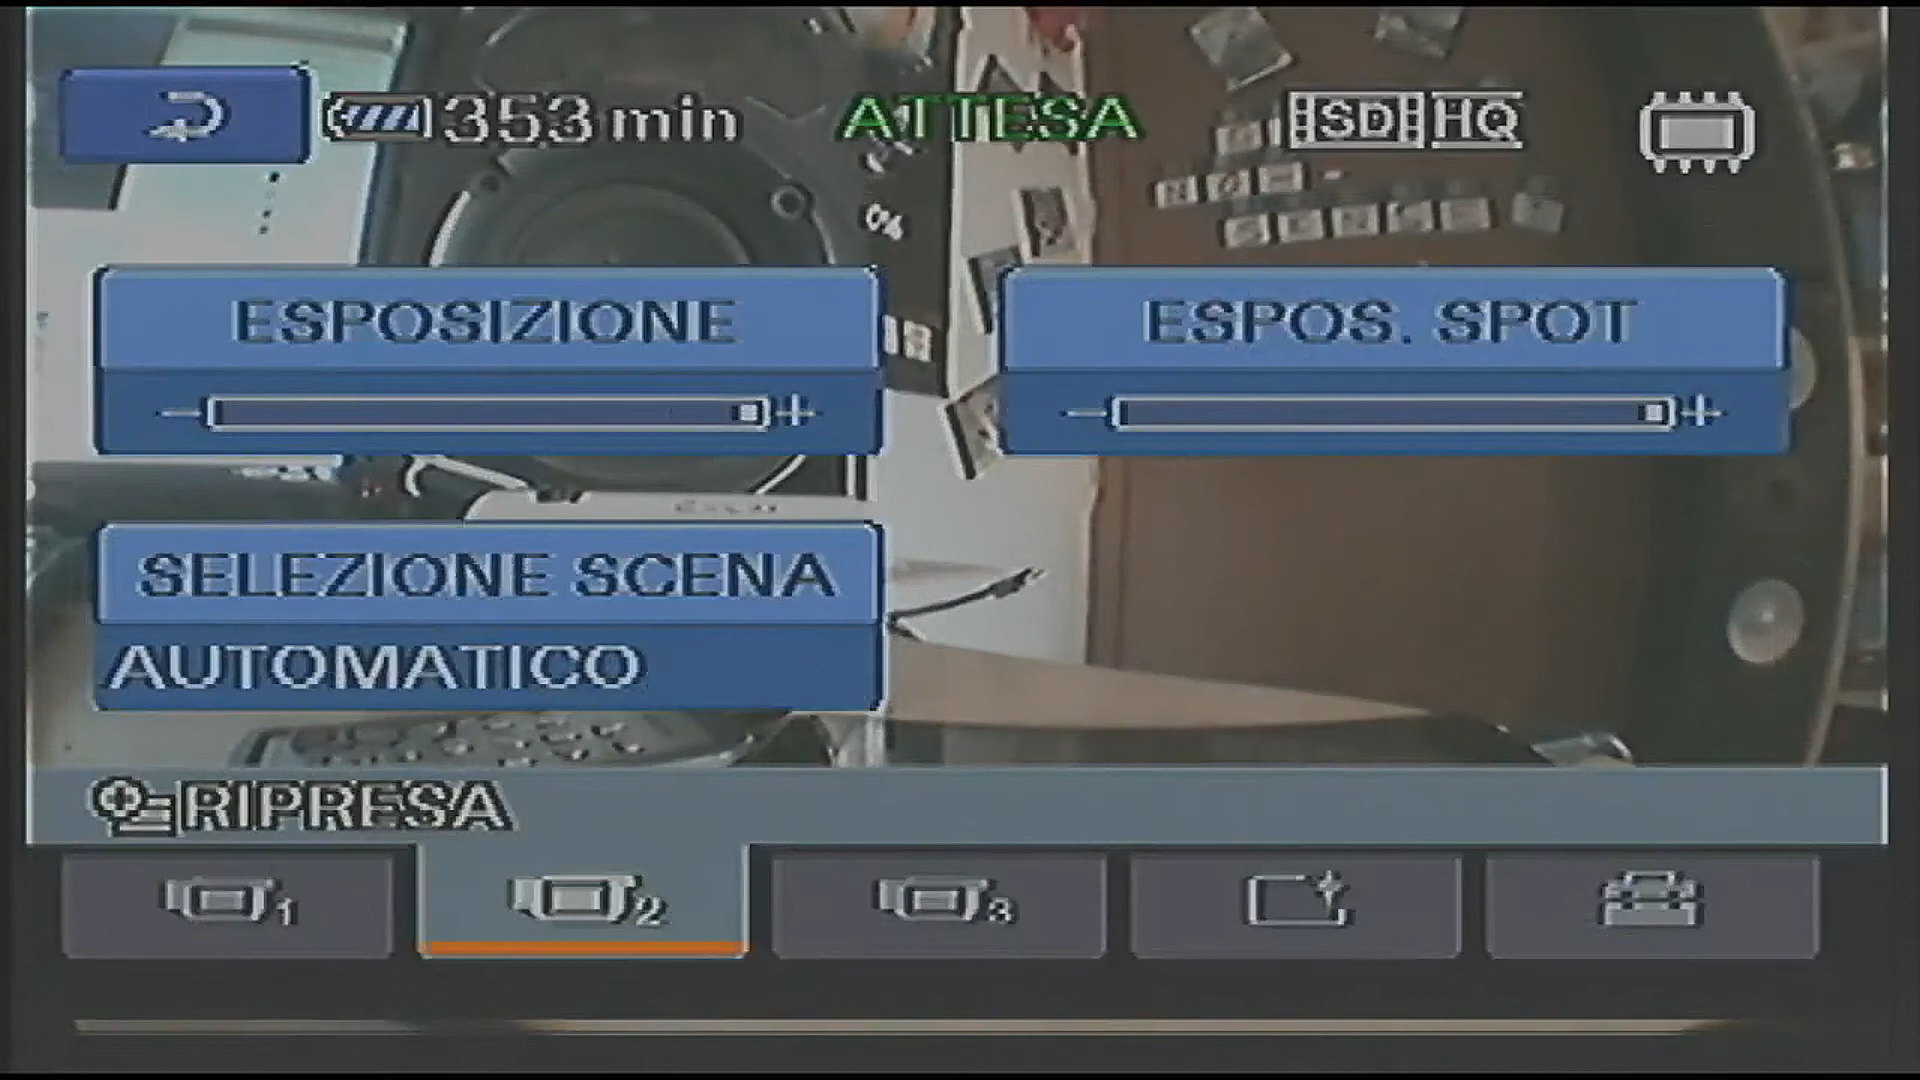 353 min ATTESA SD HQ
ESPOSIZIONE
ESPOS. SPOT
- +
- +
SELEZIONE SCENA
AUTOMATICO
RIPRESA
1 2 3